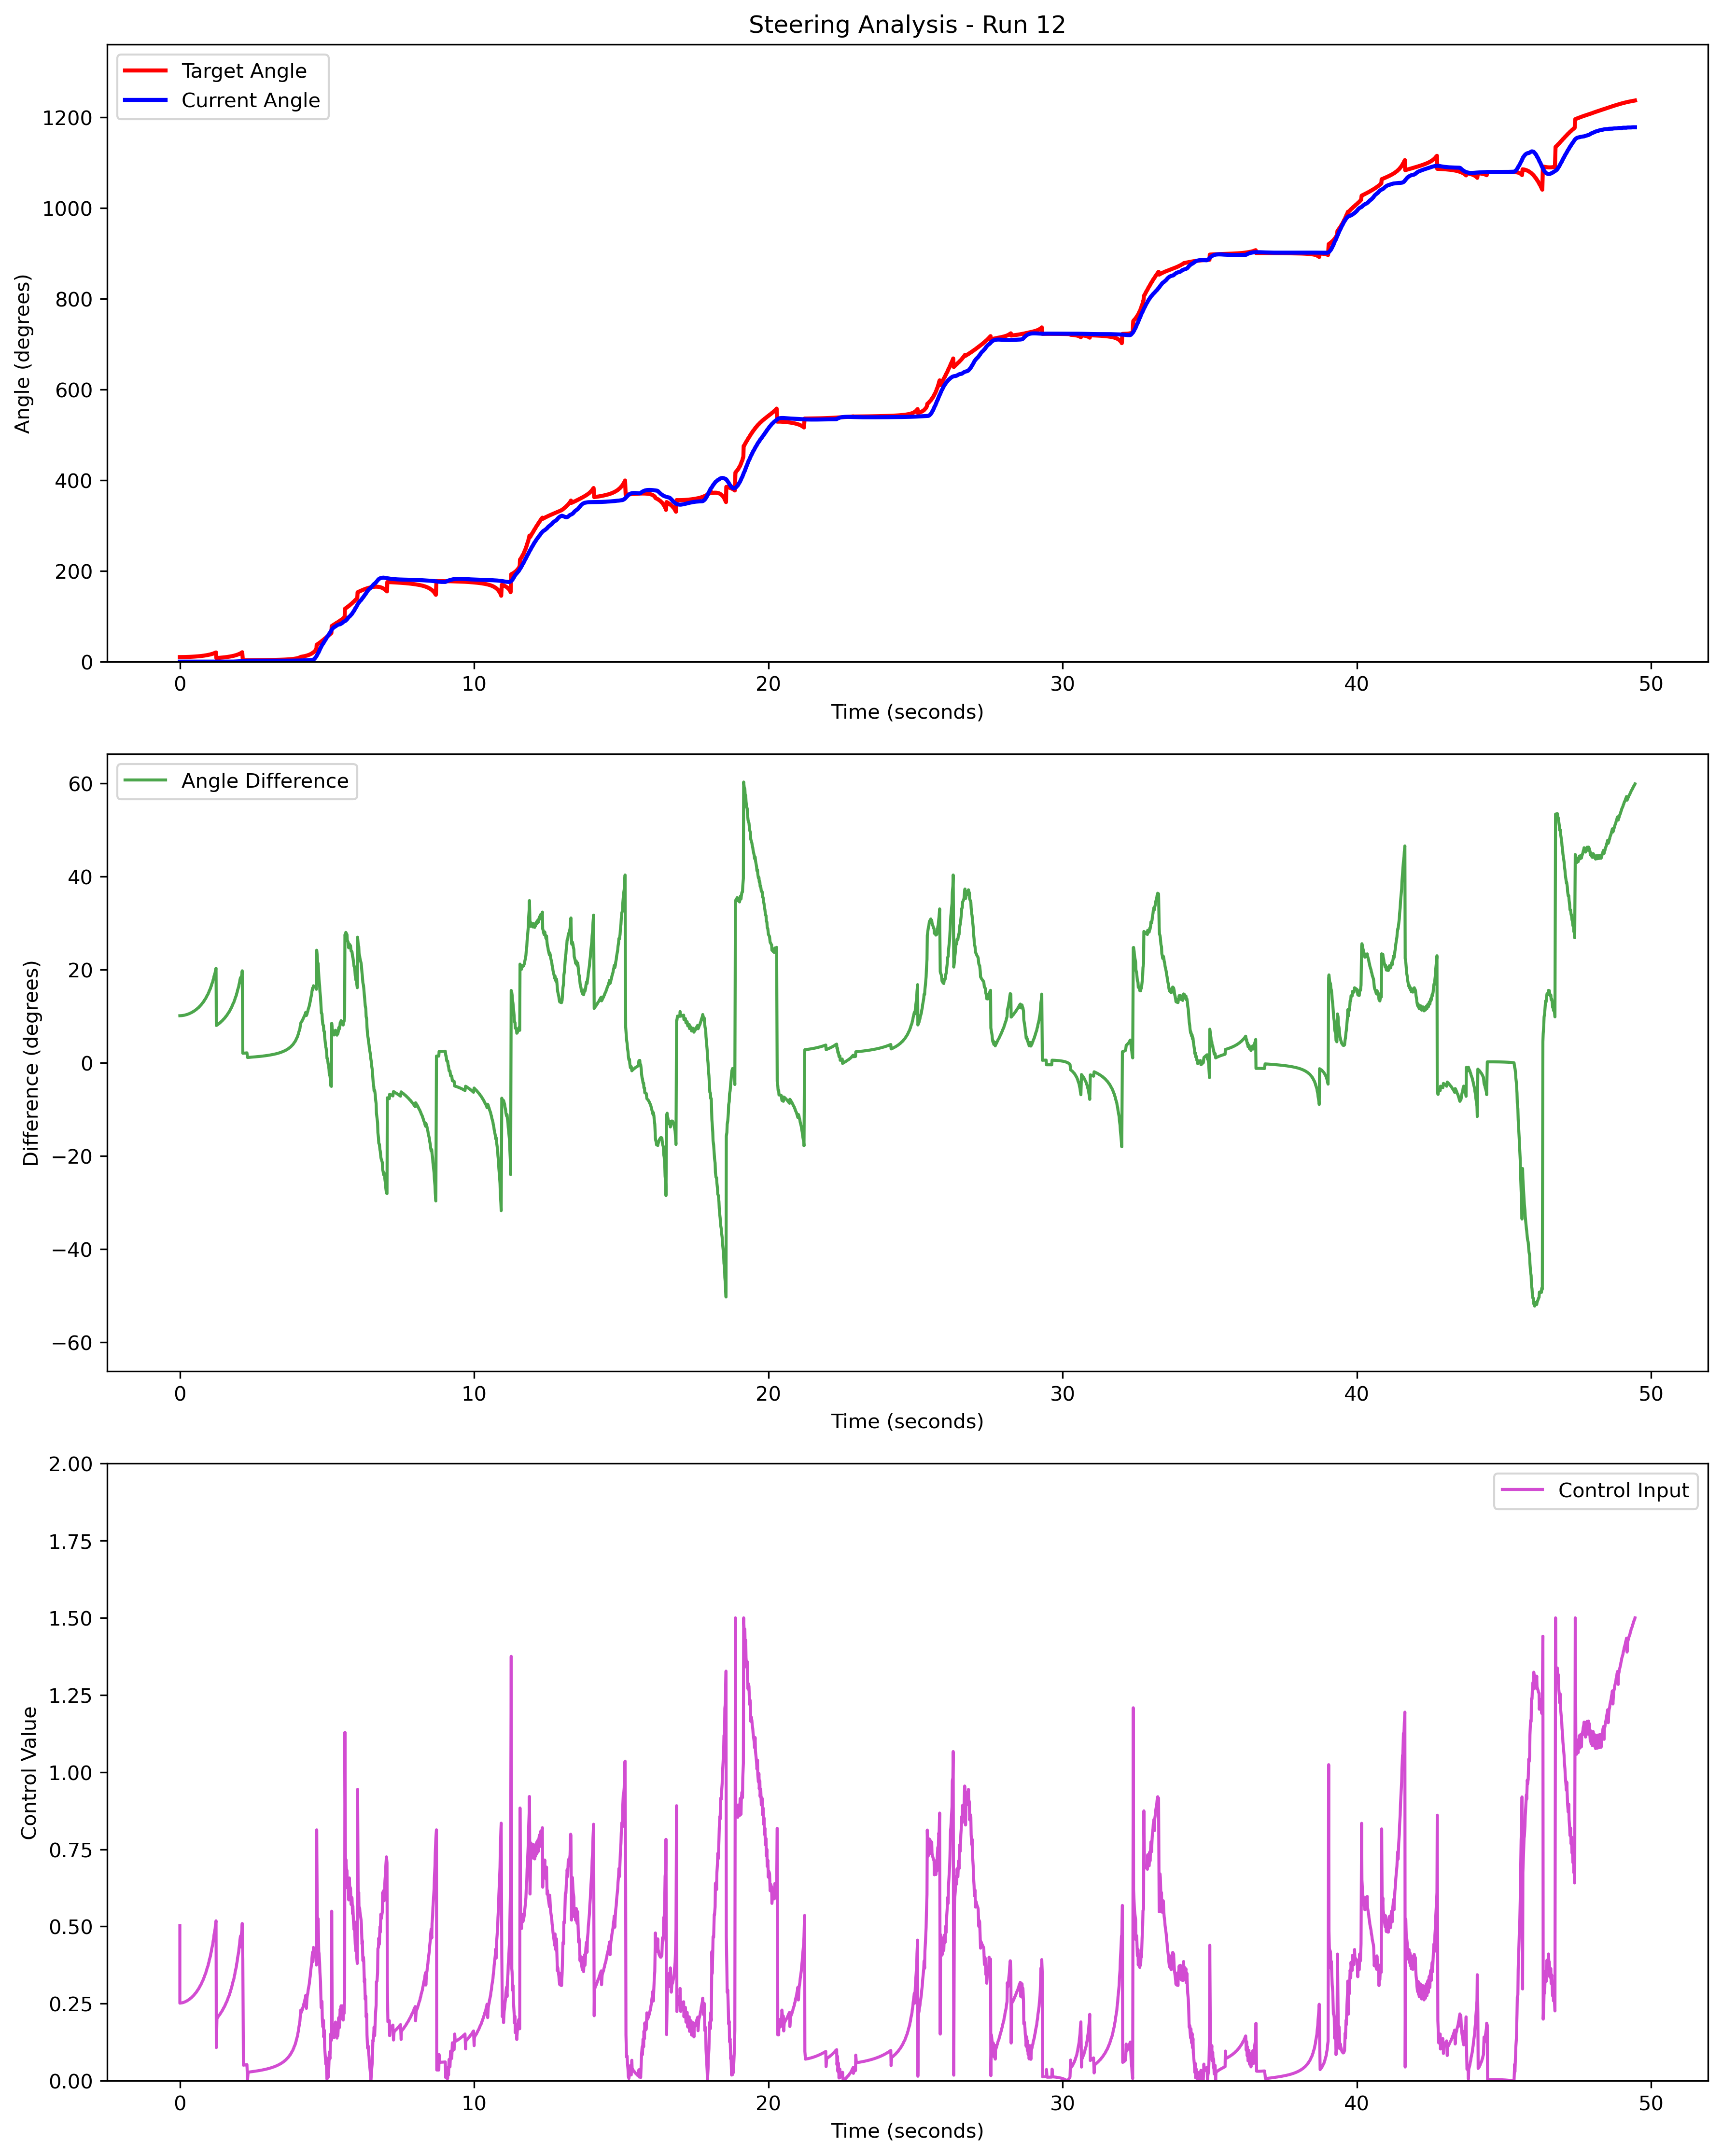 Steering Analysis - Run 12
Target Angle
Current Angle
Angle (degrees)
1200
1000
800
600
400
200
0
0 10 20 30 40 50
Time (seconds)
Angle Difference
Difference (degrees)
60
40
20
0
−20
−40
−60
0 10 20 30 40 50
Time (seconds)
Control Input
Control Value
2.00
1.75
1.50
1.25
1.00
0.75
0.50
0.25
0.00
0 10 20 30 40 50
Time (seconds)